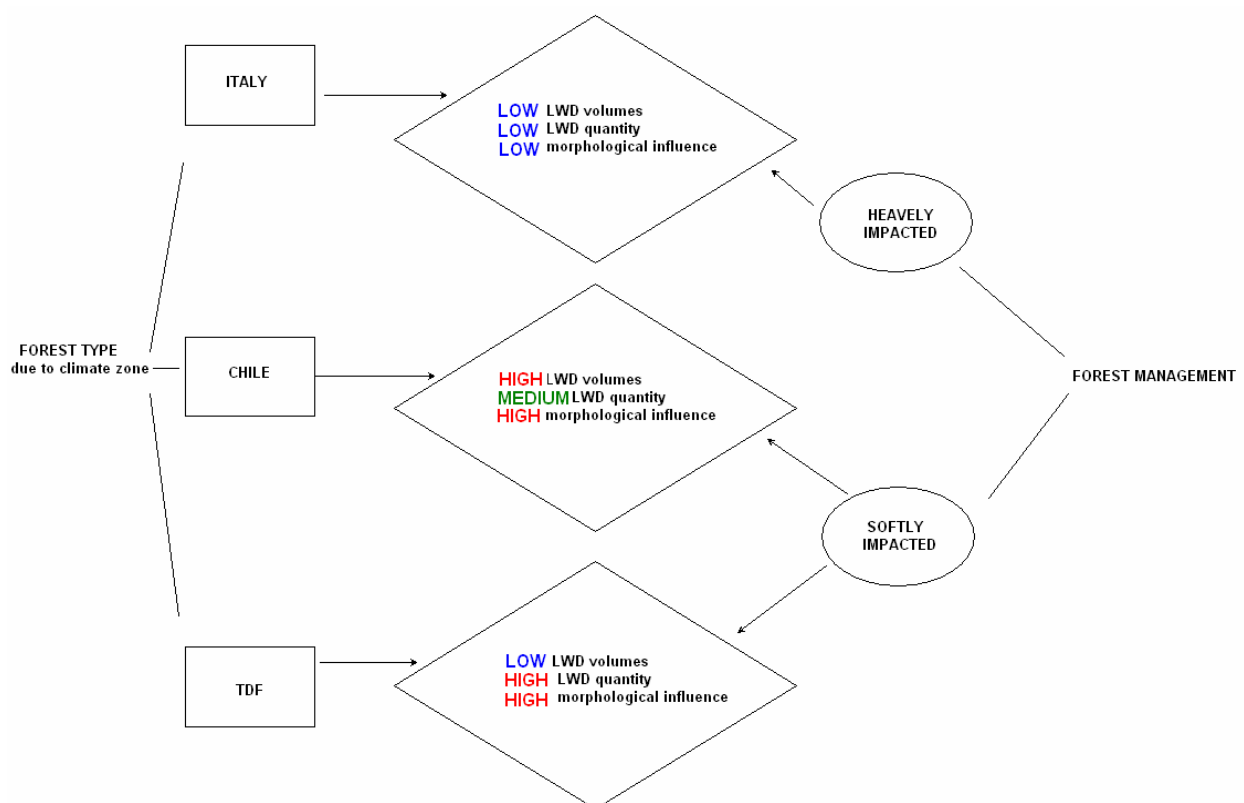 ITALY
LOW LWD volumes
LOW LWD quantity
LOW morphological influence
HEAVELY
IMPACTED
FOREST TYPE
due to climate zone
CHILE
HIGH LWD volumes
MEDIUM LWD quantity
HIGH morphological influence
FOREST MANAGEMENT
SOFTLY
IMPACTED
TDF
LOW LWD volumes
HIGH LWD quantity
HIGH morphological influence